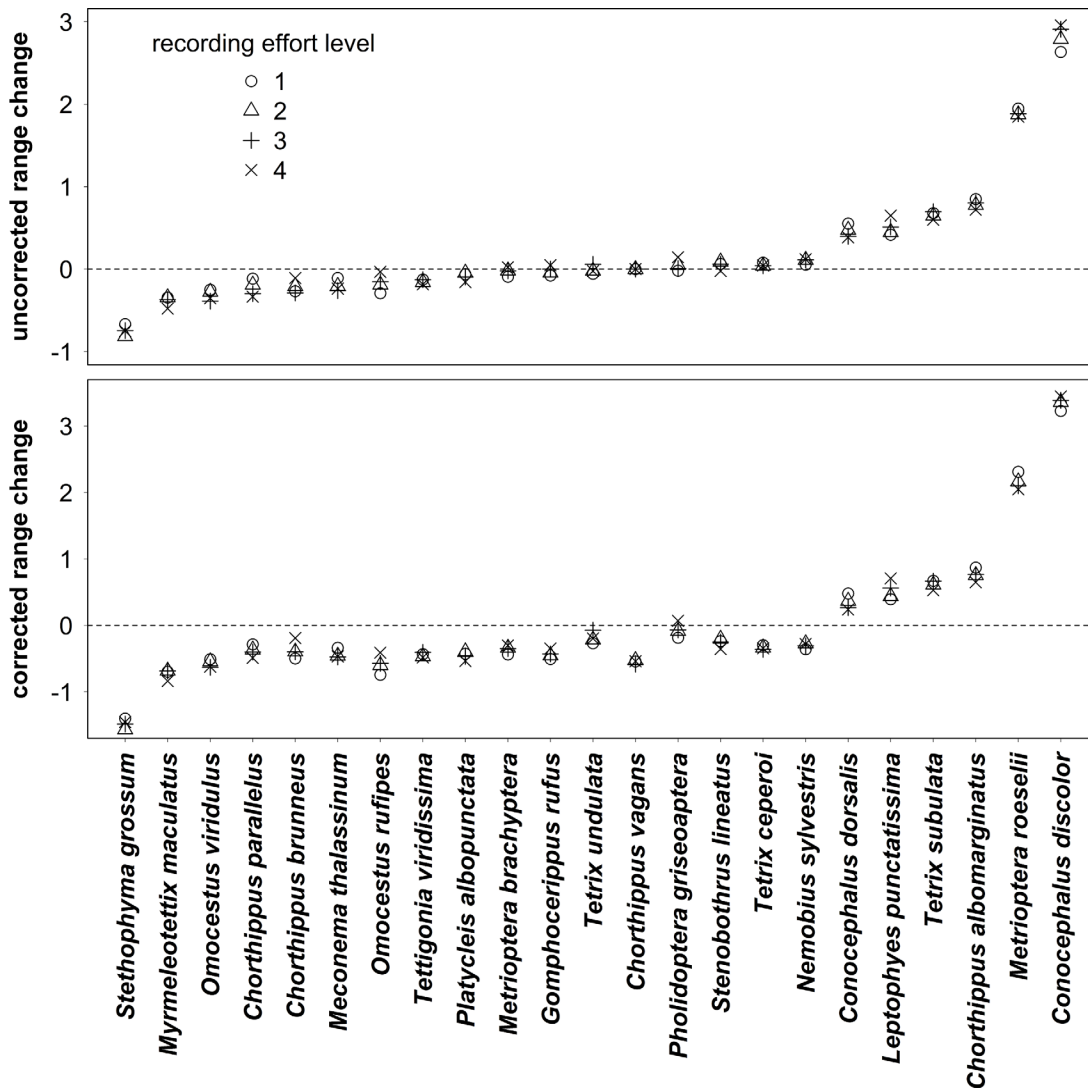 uncorrected range change
3
2
1
0
-1
recording effort level
1
2
3
4
corrected range change
3
2
1
0
-1
Stethophyma grossum
Myrmeleotettix maculatus
Omocestus viridulus
Chorthippus parallelus
Chorthippus brunneus
Meconema thalassinum
Omocestus rufipes
Tettigonia viridissima
Platycleis albopunctata
Metrioptera brachyptera
Gomphocerippus rufus
Tetrix undulata
Chorthippus vagans
Pholidoptera griseoaptera
Stenobothrus lineatus
Tetrix ceperoi
Nemobius sylvestris
Conocephalus dorsalis
Leptophyes punctatissima
Tetrix subulata
Chorthippus albomarginatus
Metrioptera roeselii
Conocephalus discolor